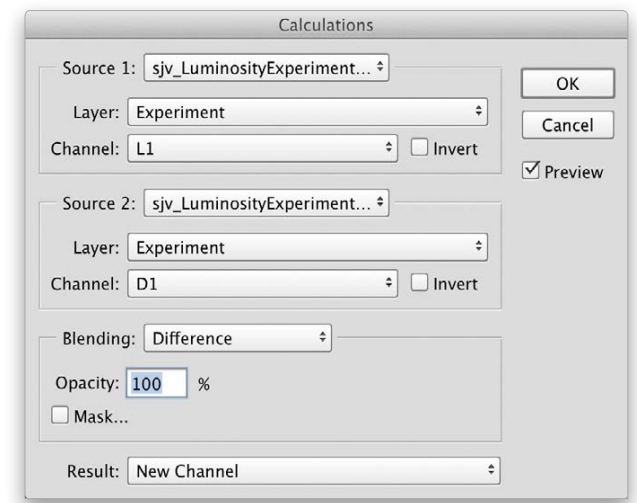 Calculations
Source 1: sjv_LuminosityExperiment...
OK
Layer: Experiment
Cancel
Channel: L1 Invert
Preview
Source 2: sjv_LuminosityExperiment...
Layer: Experiment
Channel: D1 Invert
Blending: Difference
Opacity: 100 %
Mask...
Result: New Channel